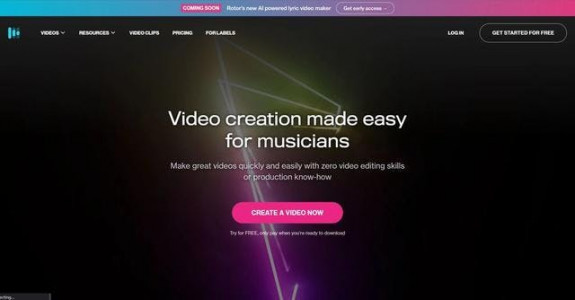 COMING SOON Rotor's new AI powered lyric video maker Get early access →
VIDEOS RESOURCES VIDEO CLIPS PRICING FOR LABELS LOG IN GET STARTED FOR FREE
Video creation made easy
for musicians
Make great videos quickly and easily with zero video editing skills
or production know-how
CREATE A VIDEO NOW
Try for FREE, only pay when you're ready to download